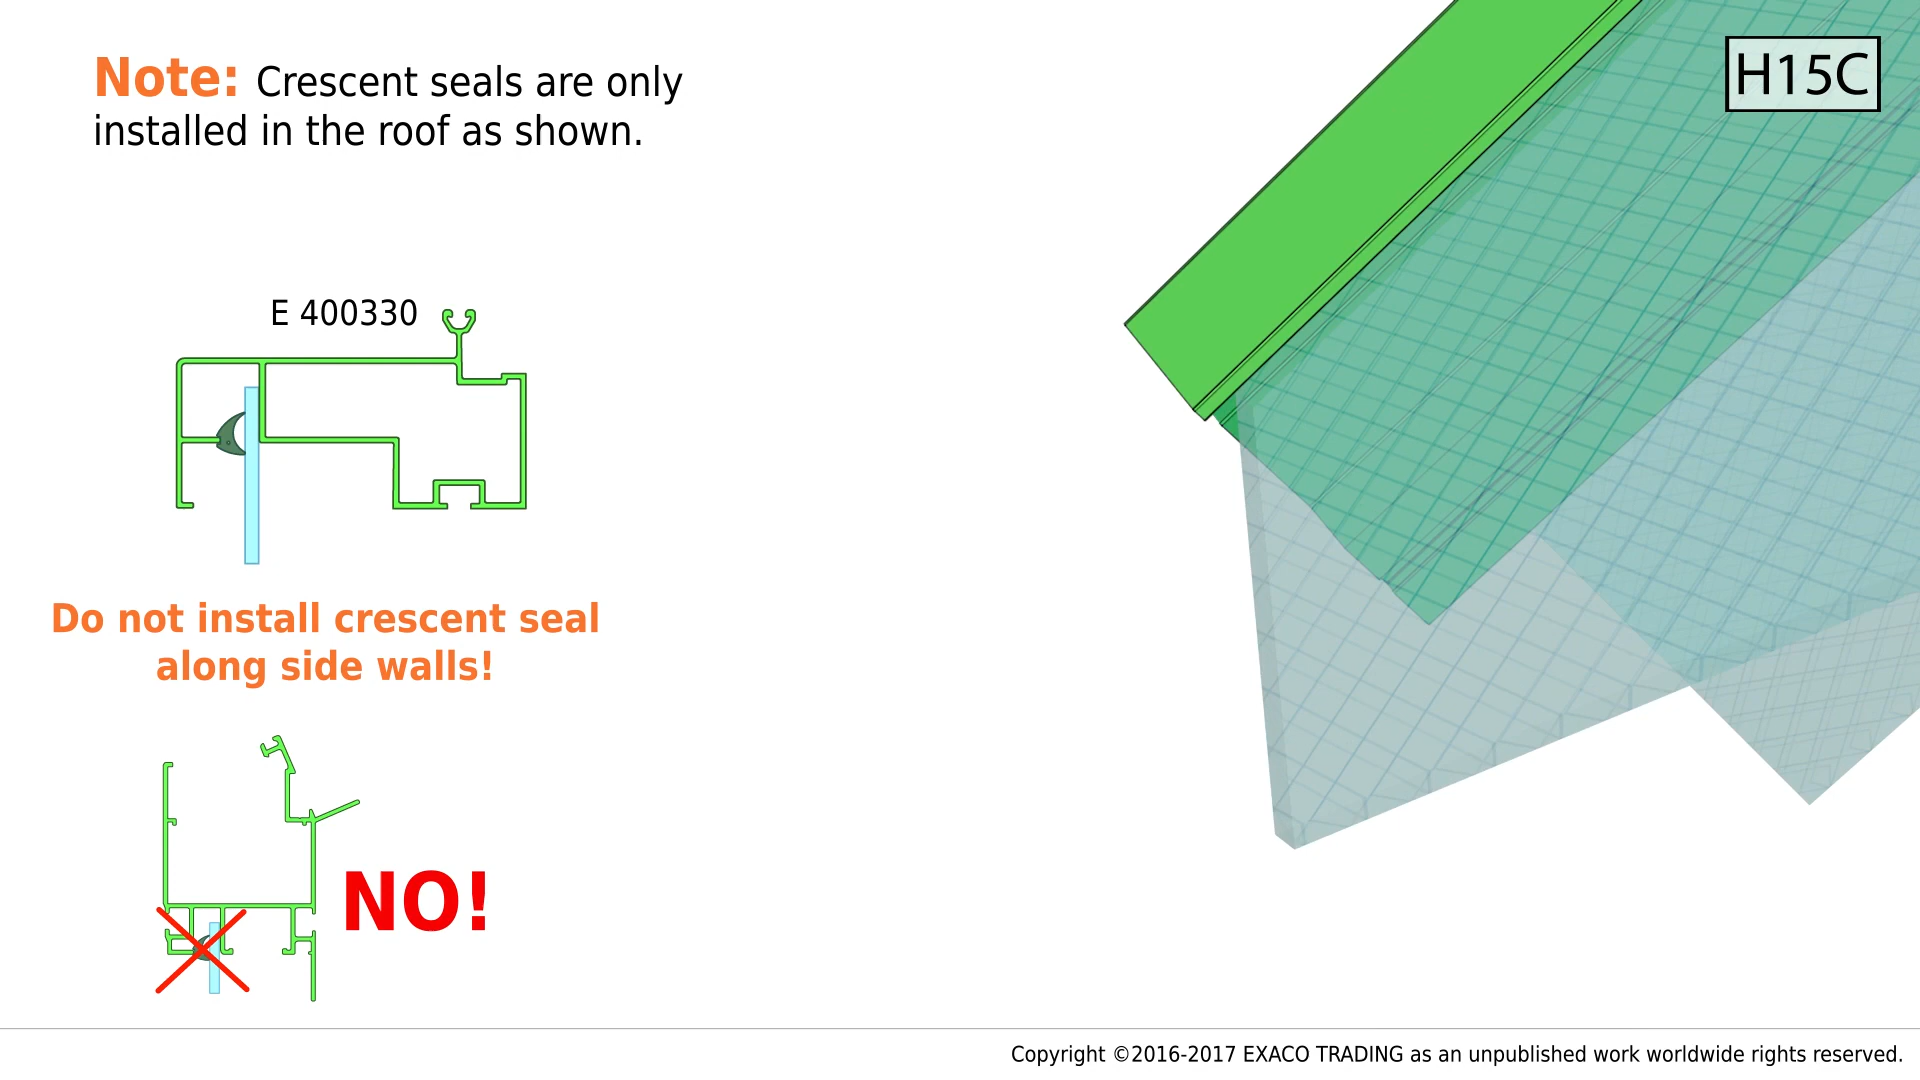 Note: Crescent seals are only
installed in the roof as shown.
H15C
E 400330
Do not install crescent seal
along side walls!
NO!
Copyright ©2016-2017 EXACO TRADING as an unpublished work worldwide rights reserved.